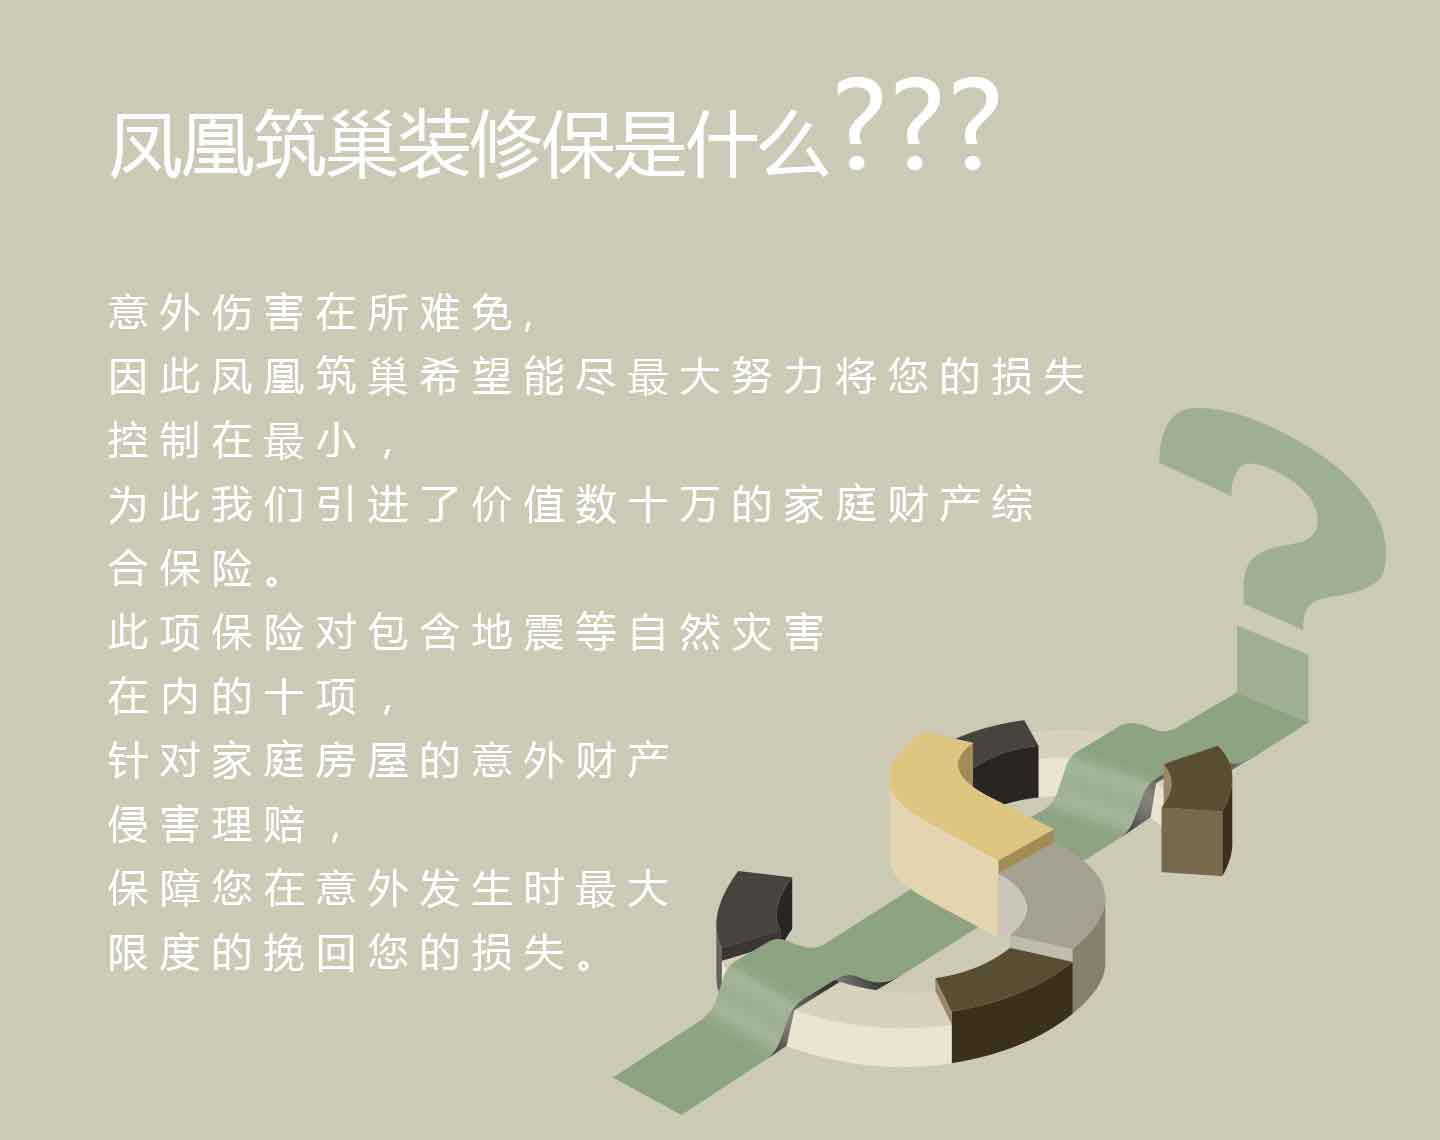 凤凰筑巢装修保是什么???
意外伤害在所难免,
因此凤凰筑巢希望能尽最大努力将您的损失
控制在最小，
为此我们引进了价值数十万的家庭财产综
合保险。
此项保险对包含地震等自然灾害
在内的十项，
针对家庭房屋的意外财产
侵害理赔，
保障您在意外发生时最大
限度的挽回您的损失。